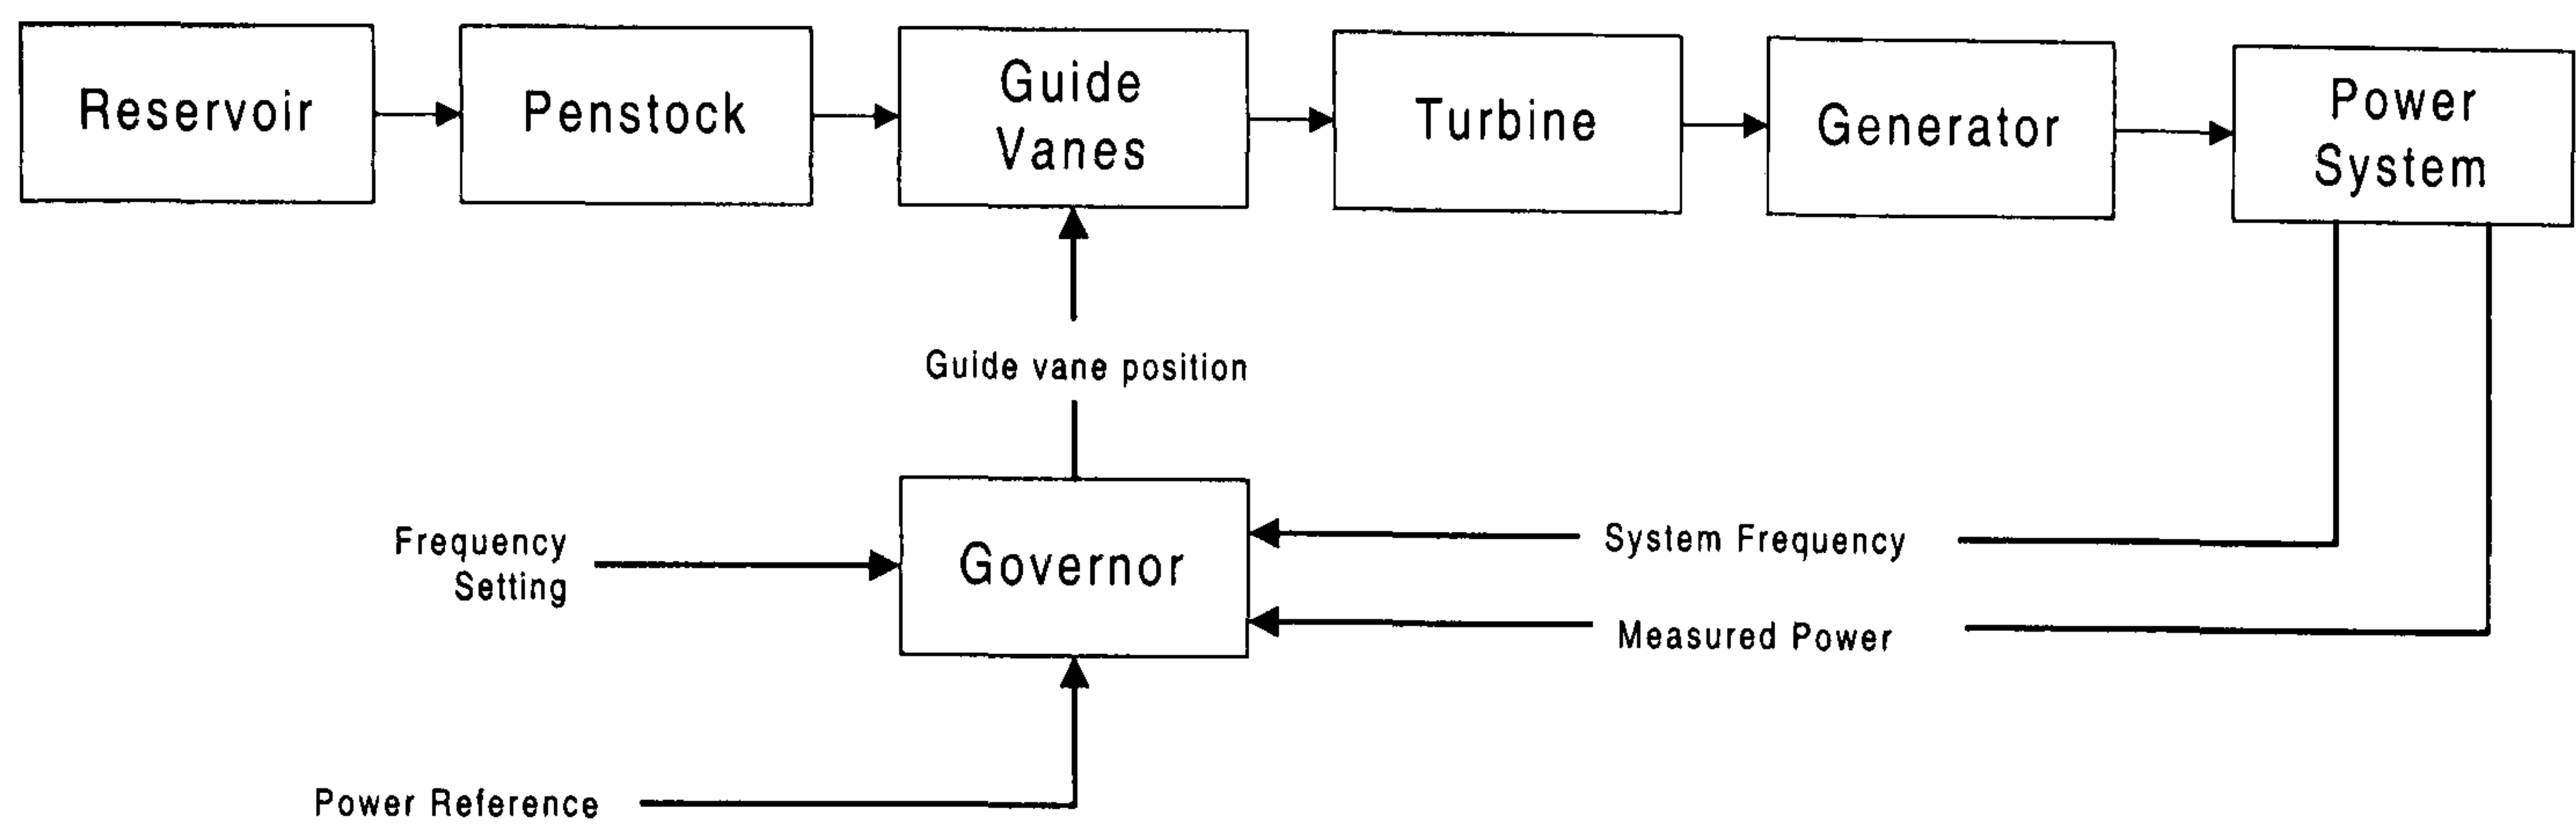 Reservoir
Penstock
Guide
Vanes
Turbine
Generator
Power
System
Guide vane position
Frequency
Setting
Governor
System Frequency
Measured Power
Power Reference